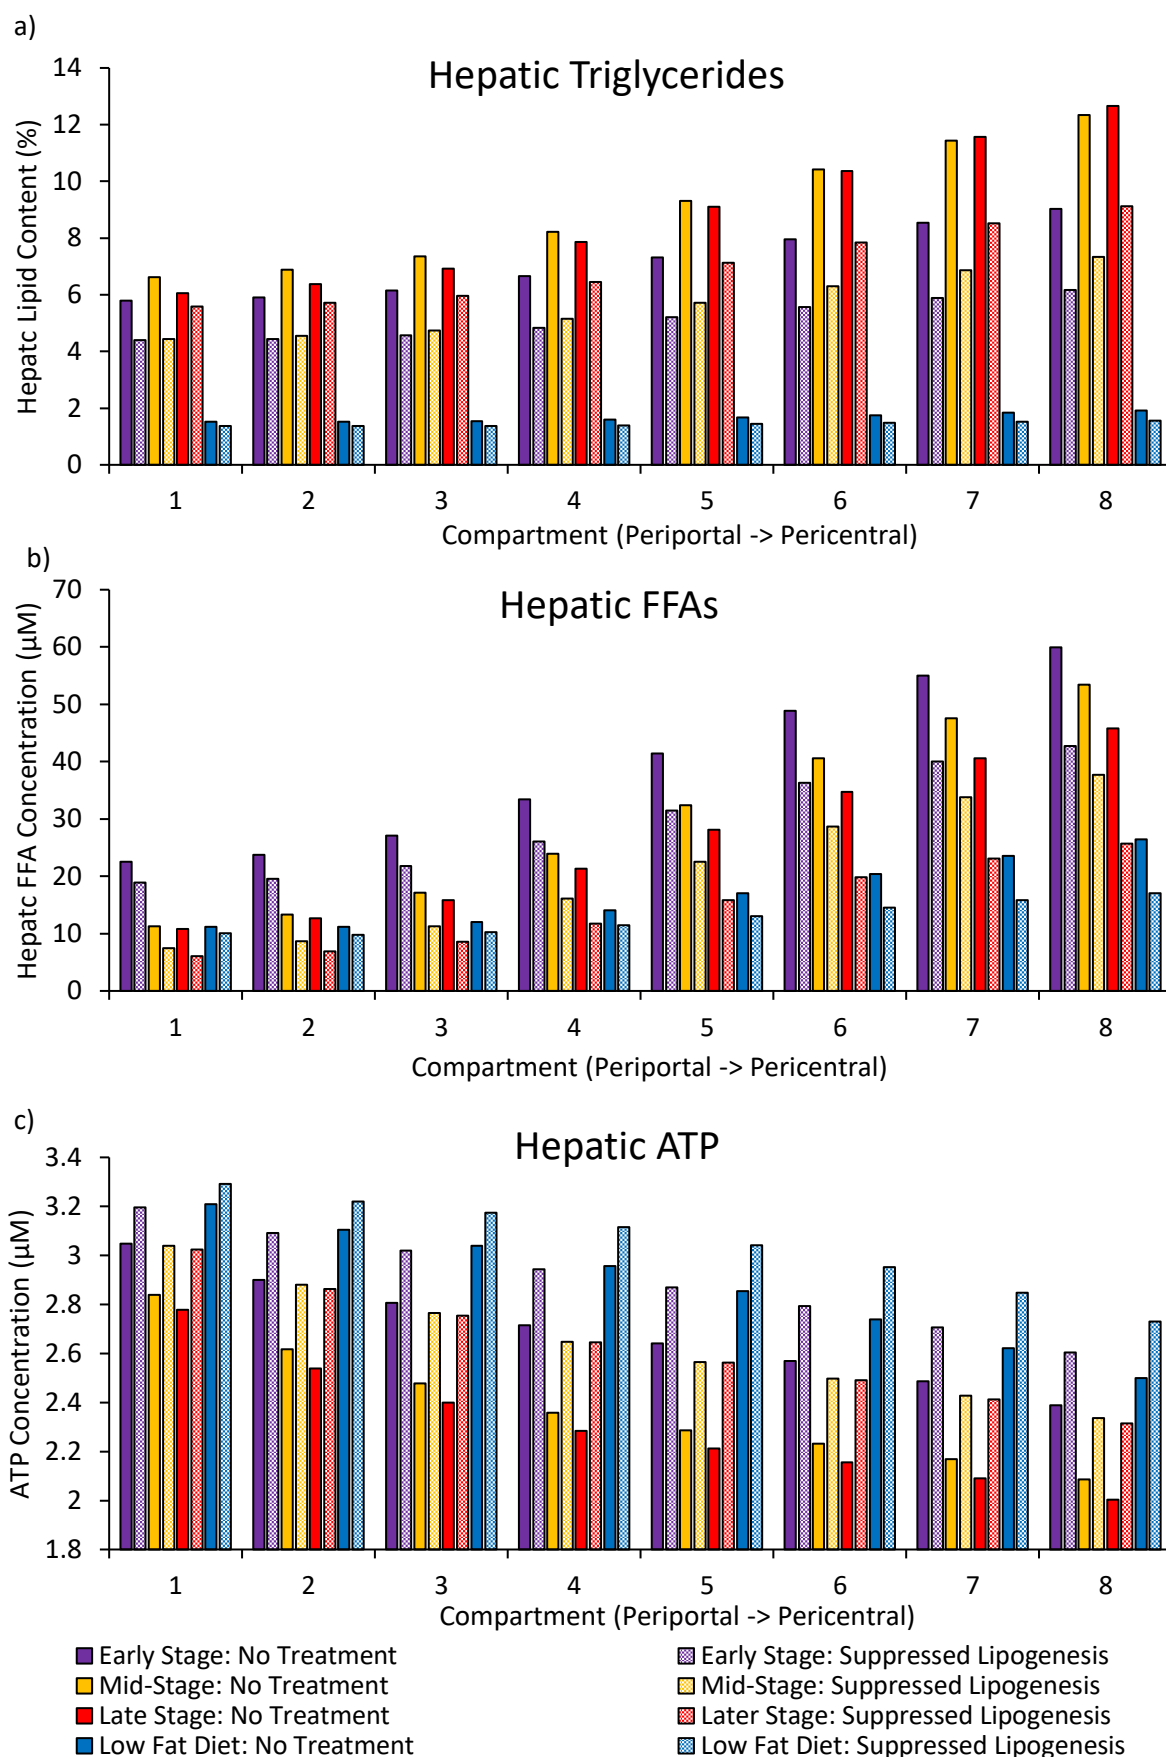 a)
Hepatic Triglycerides
Hepatc Lipid Content (%)
14
12
10
8
6
4
2
0
1 2 3 4 5 6 7 8
Compartment (Periportal -> Pericentral)
b)
Hepatic FFAs
Hepatc FFA Concentration (µM)
70
60
50
40
30
20
10
0
1 2 3 4 5 6 7 8
Compartment (Periportal -> Pericentral)
c)
Hepatic ATP
ATP Concentration (µM)
3.4
3.2
3
2.8
2.6
2.4
2.2
2
1.8
1 2 3 4 5 6 7 8
Compartment (Periportal -> Pericentral)
Early Stage: No Treatment
Early Stage: Suppressed Lipogenesis
Mid-Stage: No Treatment
Mid-Stage: Suppressed Lipogenesis
Late Stage: No Treatment
Later Stage: Suppressed Lipogenesis
Low Fat Diet: No Treatment
Low Fat Diet: Suppressed Lipogenesis